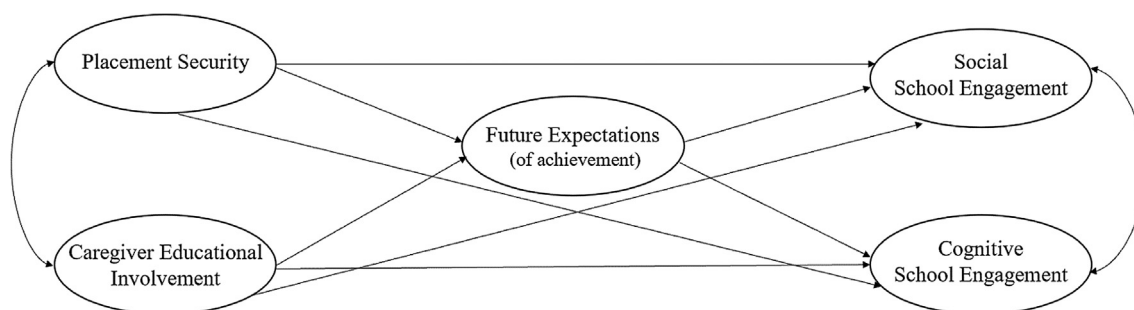 Placement Security
Social
School Engagement
Future Expectations
(of achievement)
Caregiver Educational
Involvement
Cognitive
School Engagement